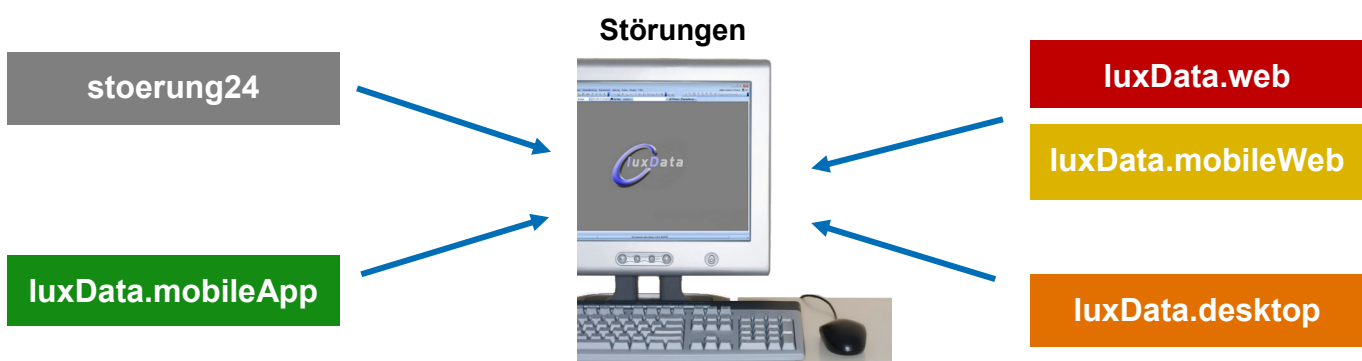 Störungen
stoerung24
luxData.web
luxData.mobileWeb
luxData
luxData.mobileApp
luxData.desktop